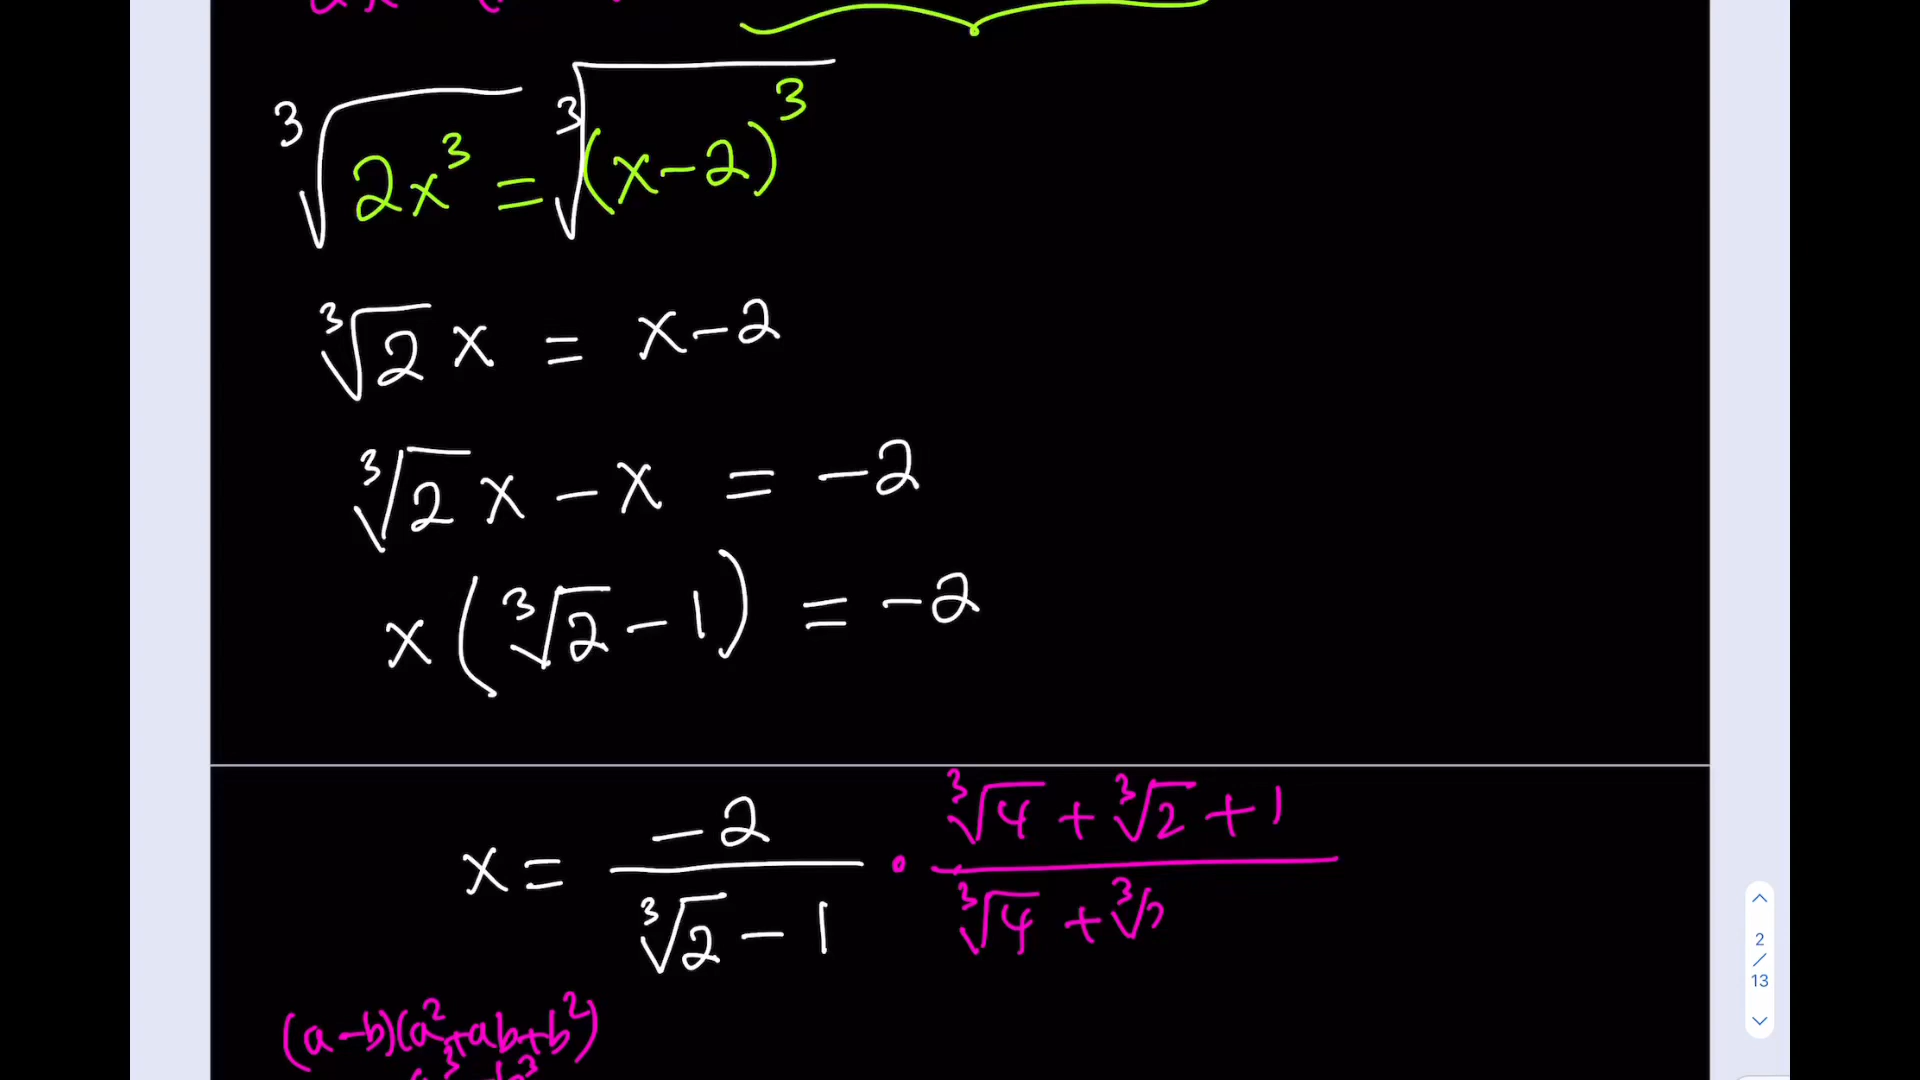 ∛(2x³) = ∛((x-2)³)
∛2 x = x-2
∛2 x - x = -2
x(∛2 - 1) = -2
x = -2/(∛2 - 1) · (∛4 + ∛2 + 1)/(∛4 + ∛2
(a-b)(a²+ab+b²)
2
/
13